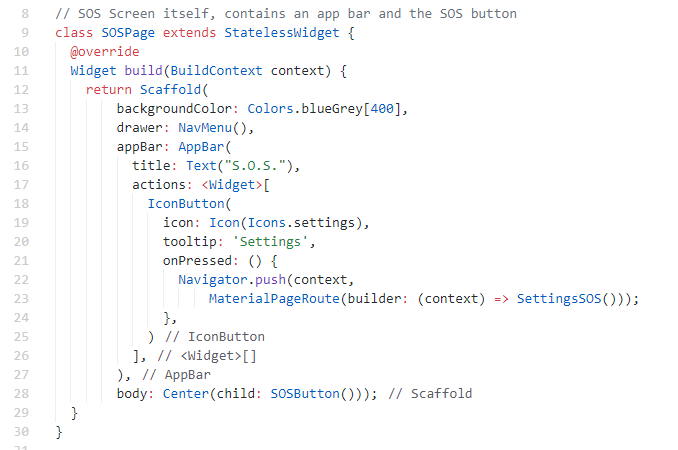 8 // SOS Screen itself, contains an app bar and the SOS button
9 class SOSPage extends StatelessWidget {
10 @override
11 Widget build(BuildContext context) {
12 return Scaffold(
13 backgroundColor: Colors.blueGrey[400],
14 drawer: NavMenu(),
15 appBar: AppBar(
16 title: Text("S.O.S."),
17 actions: <Widget>[
18 IconButton(
19 icon: Icon(Icons.settings),
20 tooltip: 'Settings',
21 onPressed: () {
22 Navigator.push(context,
23 MaterialPageRoute(builder: (context) => SettingsSOS()));
24 },
25 ) // IconButton
26 ], // <Widget>[]
27 ), // AppBar
28 body: Center(child: SOSButton())); // Scaffold
29 }
30 }